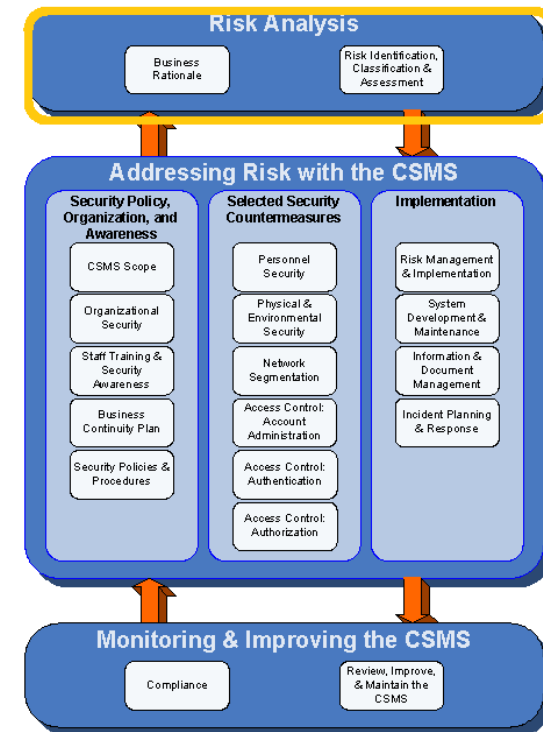 Risk Analysis
Business
Rationale
Risk Identification,
Classification &
Assessment
Addressing Risk with the CSMS
Security Policy,
Organization, and
Awareness
CSMS Scope
Organizational
Security
Staff Training &
Security
Awareness
Business
Continuity Plan
Security Policies &
Procedures
Selected Security
Countermeasures
Personnel
Security
Physical &
Environmental
Security
Network
Segmentation
Access Control:
Account
Administration
Access Control:
Authentication
Access Control:
Authorization
Implementation
Risk Management
& Implementation
System
Development &
Maintenance
Information &
Document
Management
Incident Planning
& Response
Monitoring & Improving the CSMS
Compliance
Review, Improve,
& Maintain the
CSMS